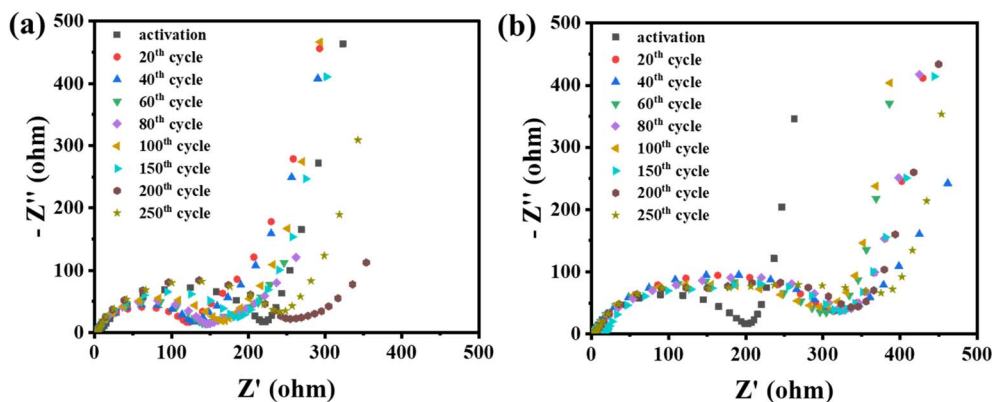 (a)
500
400
300
200
100
0
- Z'' (ohm)
activation
20th cycle
40th cycle
60th cycle
80th cycle
100th cycle
150th cycle
200th cycle
250th cycle
0 100 200 300 400 500
Z' (ohm)
(b)
500
400
300
200
100
0
- Z'' (ohm)
activation
20th cycle
40th cycle
60th cycle
80th cycle
100th cycle
150th cycle
200th cycle
250th cycle
0 100 200 300 400 500
Z' (ohm)